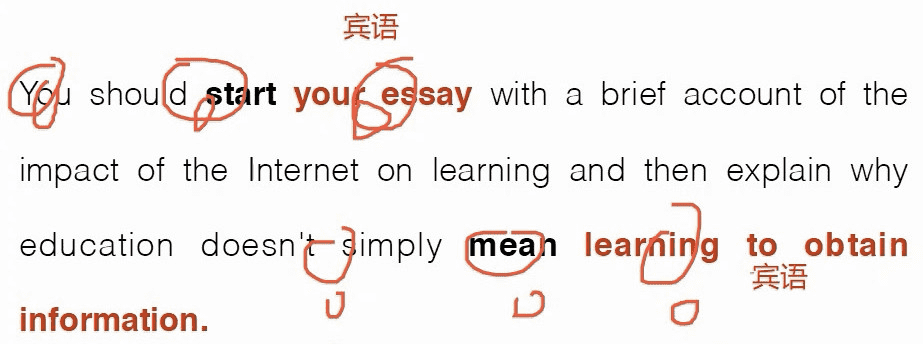 宾语
You should start your essay with a brief account of the
impact of the Internet on learning and then explain why
education doesn't simply mean learning to obtain
宾语
information.